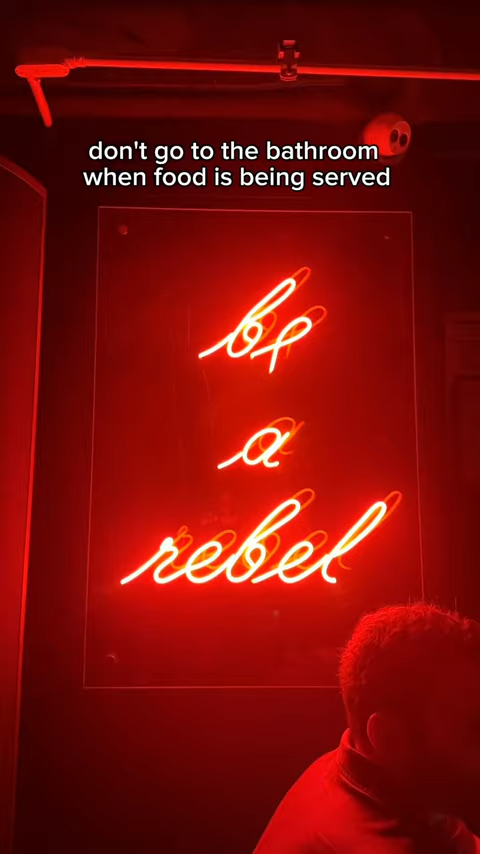 don't go to the bathroom
when food is being served
be
a
rebel